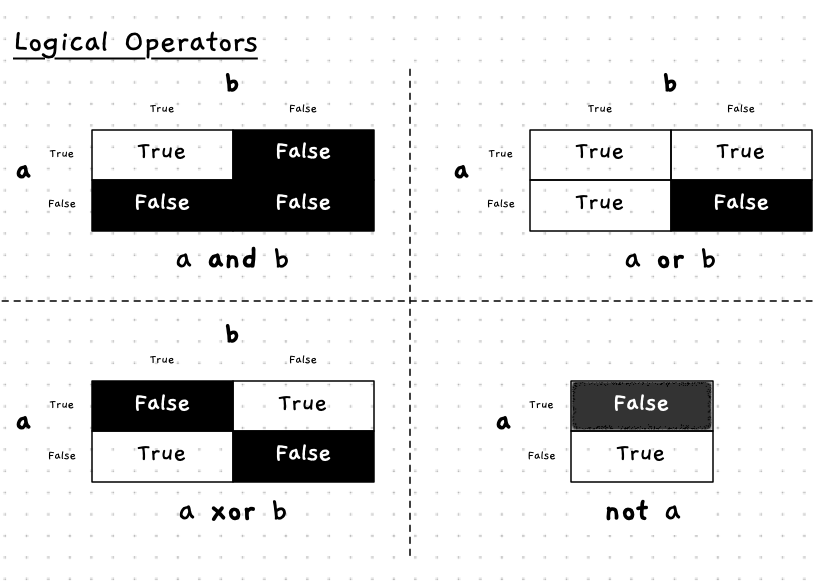 Logical Operators
b
True False
a True True False
False False False
a and b
b
True False
a True True True
False True False
a or b
b
True False
a True False True
False True False
a xor b
a True False
False True
not a